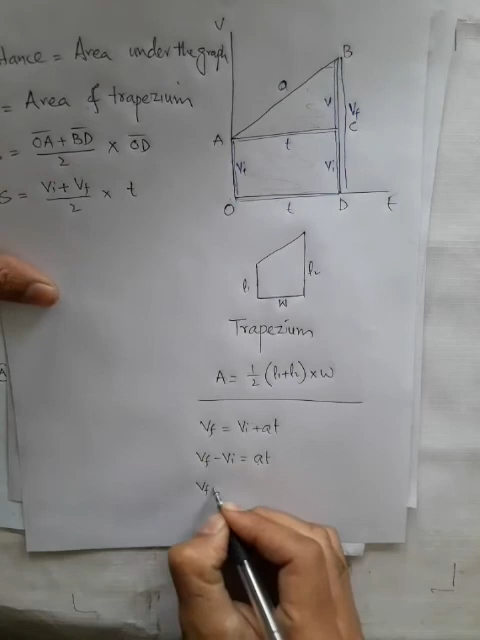 tance = Area under the graph
= Area of trapezium
= OA + BD / 2 × OD
S = Vi + Vf / 2 × t
V
B
a
V
Vf
C
A
t
Vi
Vi
O
t
D
t
l1
l2
W
Trapezium
A = 1/2 (l1+l2) × W
Vf = Vi + at
Vf - Vi = at
Vf